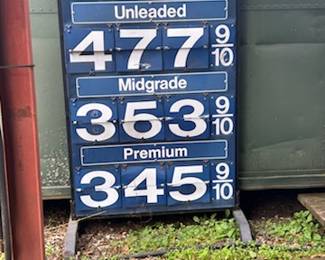 Unleaded
477 9/10
Midgrade
353 9/10
Premium
345 9/10